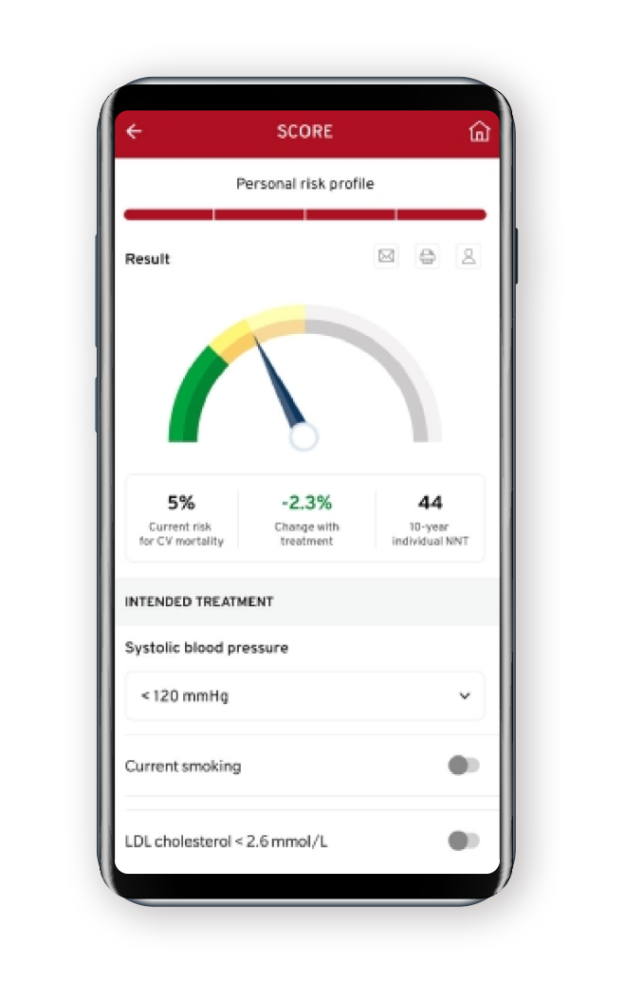 SCORE
Personal risk profile
Result
5%
Current risk
for CV mortality
-2.3%
Change with
treatment
44
10-year
individual NNT
INTENDED TREATMENT
Systolic blood pressure
< 120 mmHg
Current smoking
LDL cholesterol < 2.6 mmol/L